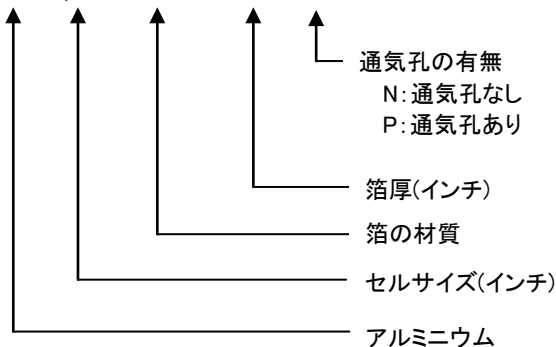 通気孔の有無
N:通気孔なし
P:通気孔あり
箔厚(インチ)
箔の材質
セルサイズ(インチ)
アルミニウム